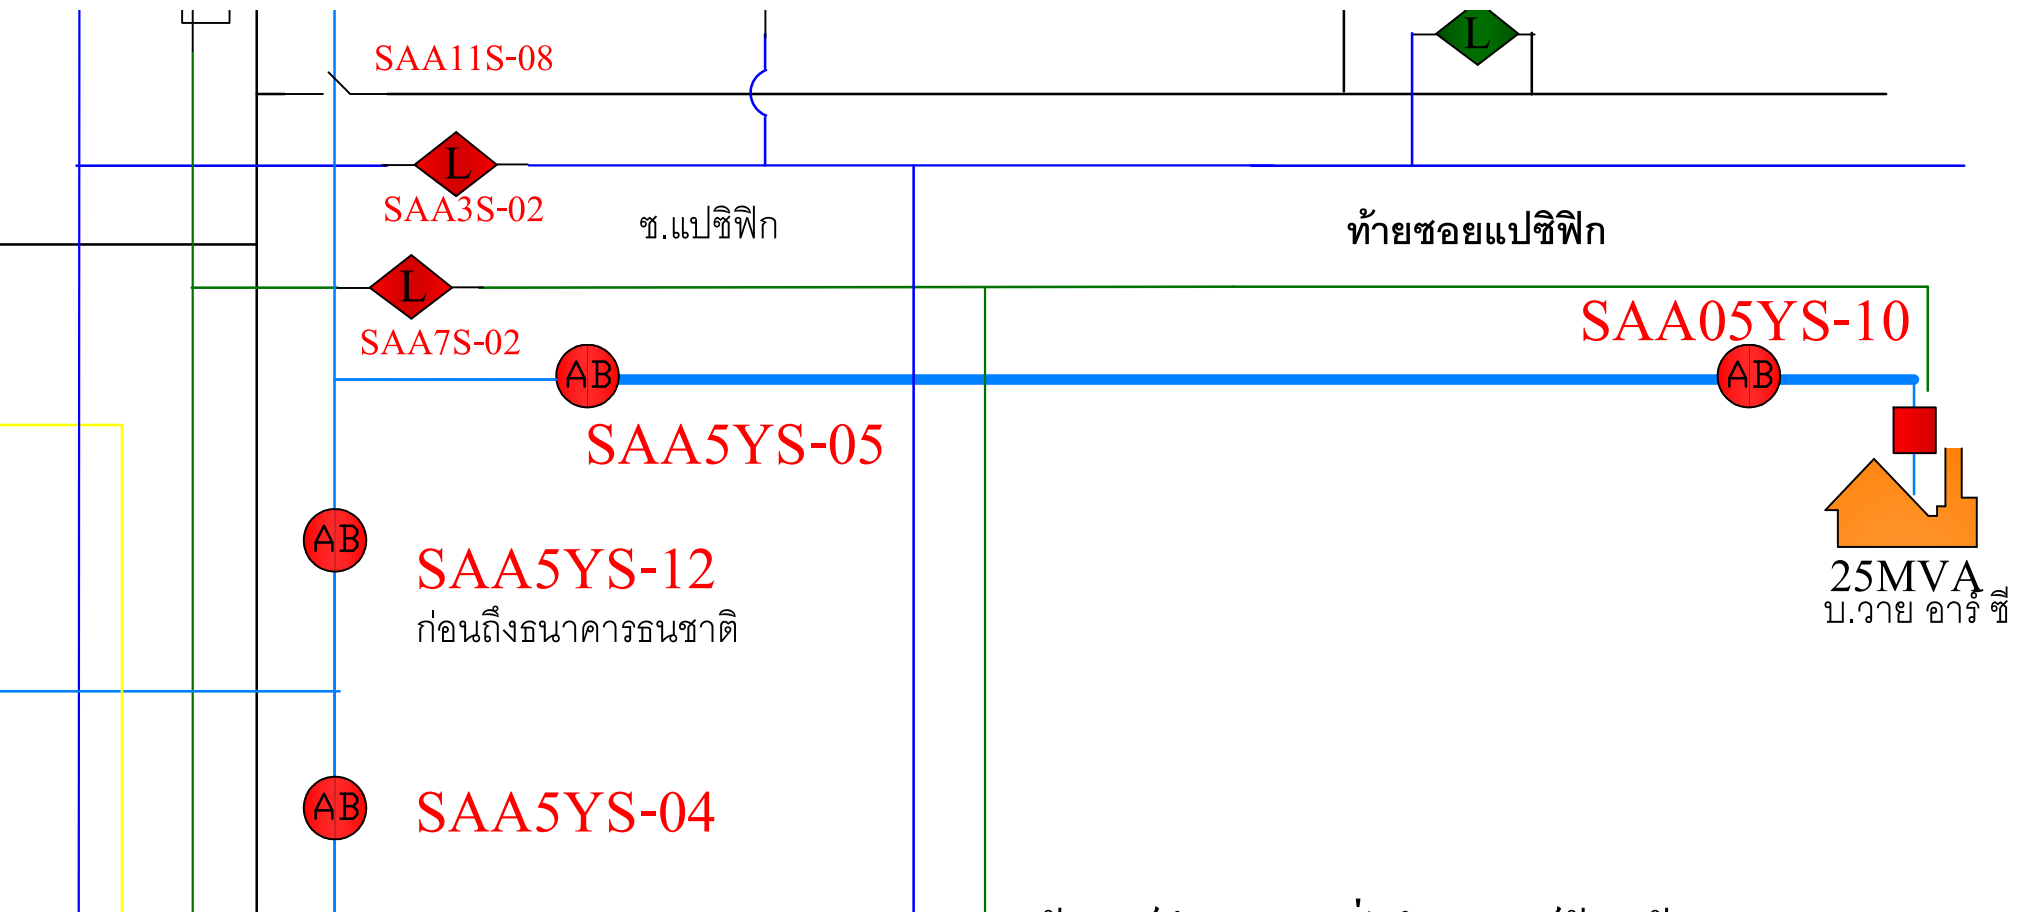 L
SAA11S-08
L
SAA3S-02
ซ.แปซิฟิก
ท้ายซอยแปซิฟิก
L
SAA7S-02
SAA05YS-10
AB
AB
SAA5YS-05
AB
SAA5YS-12
ก่อนถึงธนาคารธนชาติ
25MVA
บ.วาย อาร์ ซี
AB
SAA5YS-04